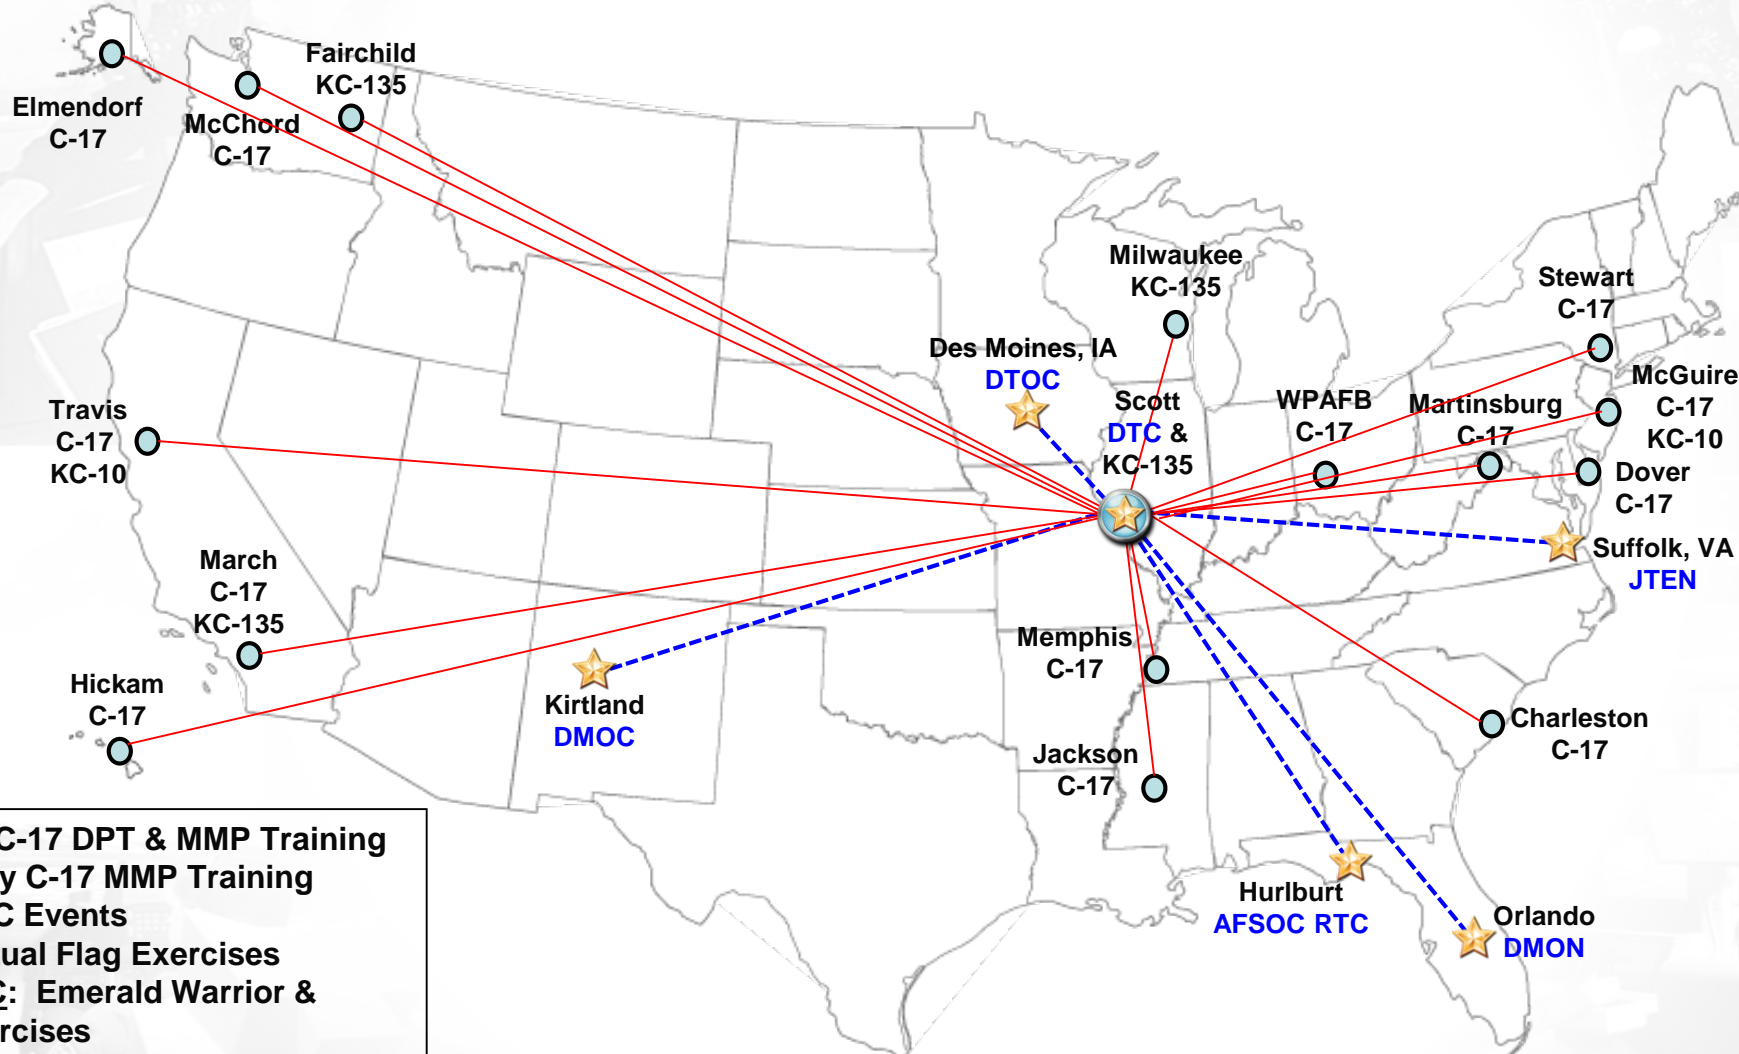 Elmendorf
C-17
McChord
C-17
Fairchild
KC-135
Travis
C-17
KC-10
March
C-17
KC-135
Hickam
C-17
Kirtland
DMOC
Des Moines, IA
DTOC
Milwaukee
KC-135
Scott
DTC &
KC-135
WPAFB
C-17
Martinsburg
C-17
Stewart
C-17
McGuire
C-17
KC-10
Dover
C-17
Suffolk, VA
JTEN
Memphis
C-17
Jackson
C-17
Charleston
C-17
Hurlburt
AFSOC RTC
Orlando
DMON
C-17 DPT & MMP Training
y C-17 MMP Training
C Events
ual Flag Exercises
C: Emerald Warrior &
rcises